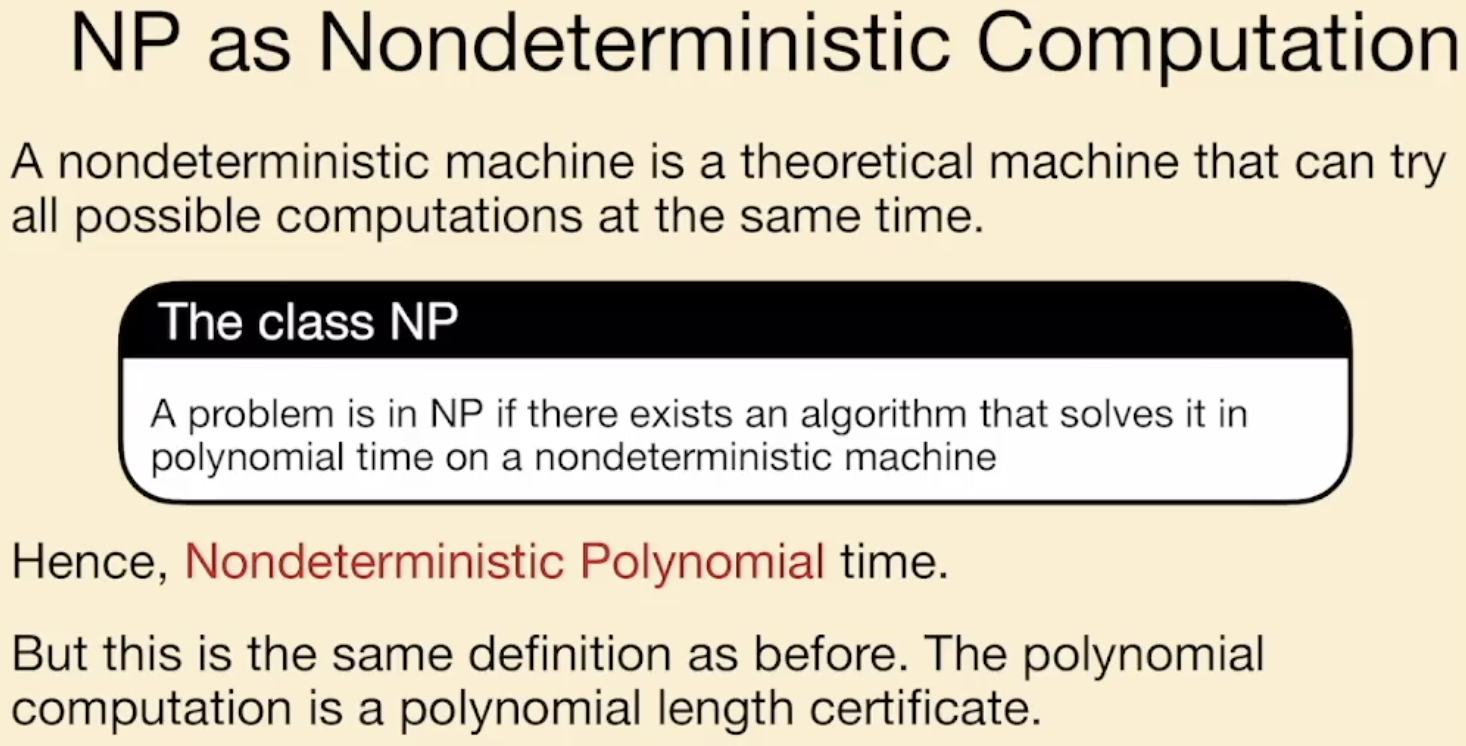 NP as Nondeterministic Computation
A nondeterministic machine is a theoretical machine that can try
all possible computations at the same time.
The class NP
A problem is in NP if there exists an algorithm that solves it in
polynomial time on a nondeterministic machine
Hence, Nondeterministic Polynomial time.
But this is the same definition as before. The polynomial
computation is a polynomial length certificate.